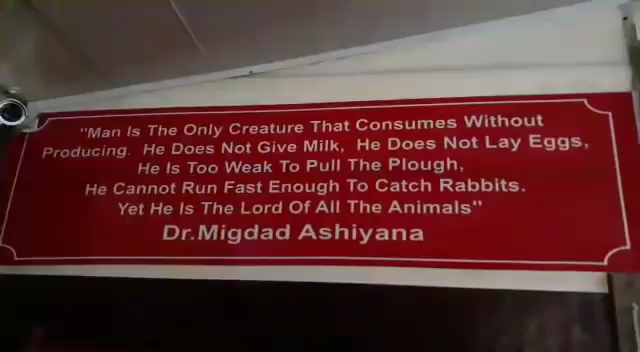 "Man Is The Only Creature That Consumes Without
Producing. He Does Not Give Milk, He Does Not Lay Eggs,
He Is Too Weak To Pull The Plough,
He Cannot Run Fast Enough To Catch Rabbits.
Yet He Is The Lord Of All The Animals"
Dr.Migdad Ashiyana